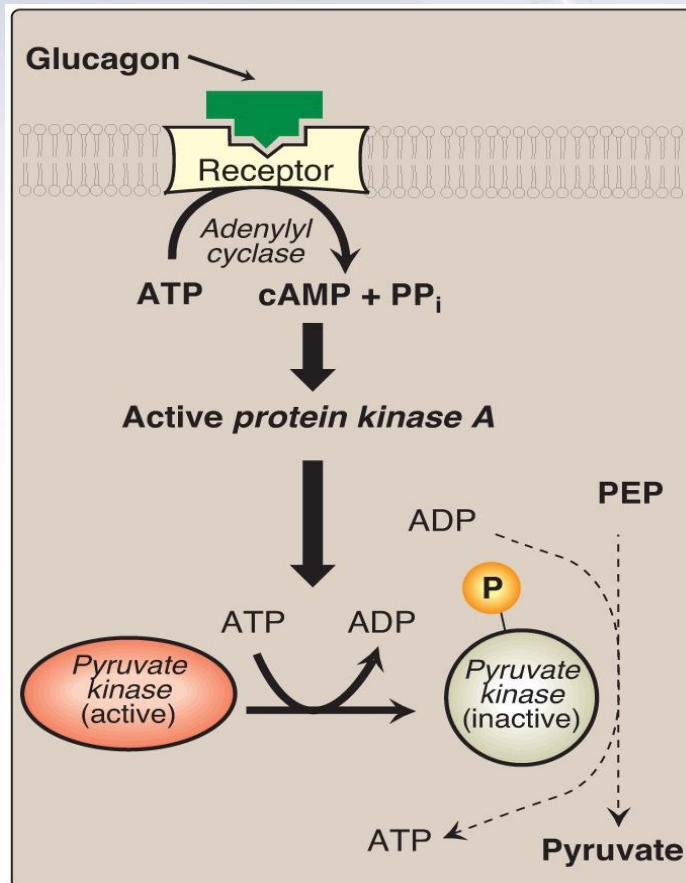 Glucagon
Receptor
Adenylyl
cyclase
ATP
cAMP + PPi
Active protein kinase A
PEP
ADP
P
ATP
ADP
Pyruvate
kinase
(active)
Pyruvate
kinase
(inactive)
ATP
Pyruvate